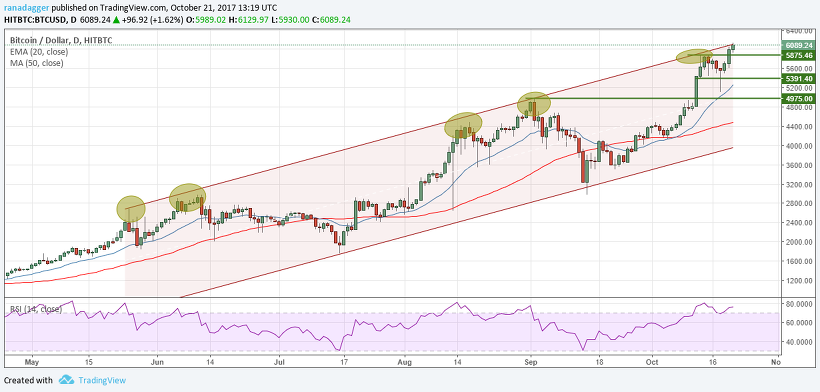 ranadagger published on TradingView.com, October 21, 2017 13:19 UTC
HITBTC:BTCUSD, D 6089.24 ▲ +96.92 (+1.62%) O:5989.02 H:6129.97 L:5930.00 C:6089.24
Bitcoin / Dollar, D, HITBTC
EMA (20, close)
MA (50, close)
6400.00
6089.24
5875.46
5600.00
5391.40
5200.00
4975.00
4800.00
4400.00
4000.00
3600.00
3200.00
2800.00
2400.00
2000.00
1600.00
1200.00
RSI (14, close)
80.0000
60.0000
40.0000
May Jun Jul 17 Aug 14 Sep 18 Oct 16 No
Created with TradingView